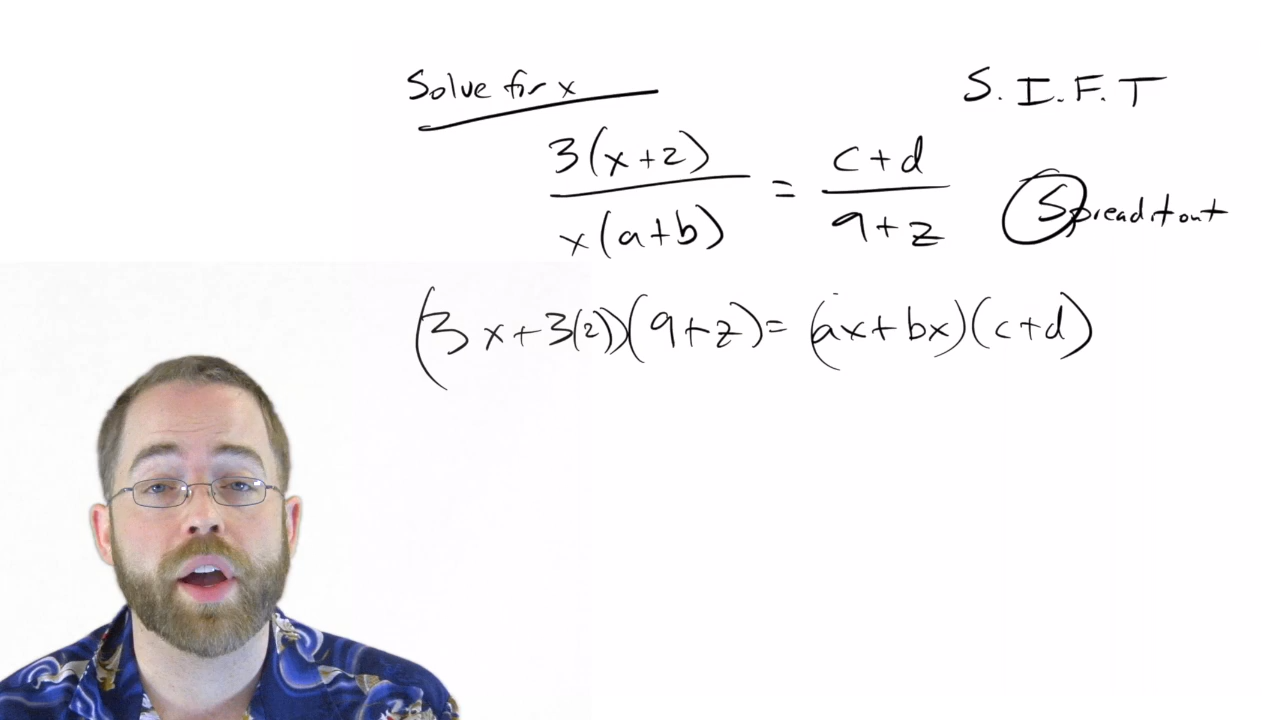 Solve for x
S. I. F. T
3(x+2) = c+d
x(a+b) 9+z
Spread it out
(3x+3(2))(9+z)=(ax+bx)(c+d)